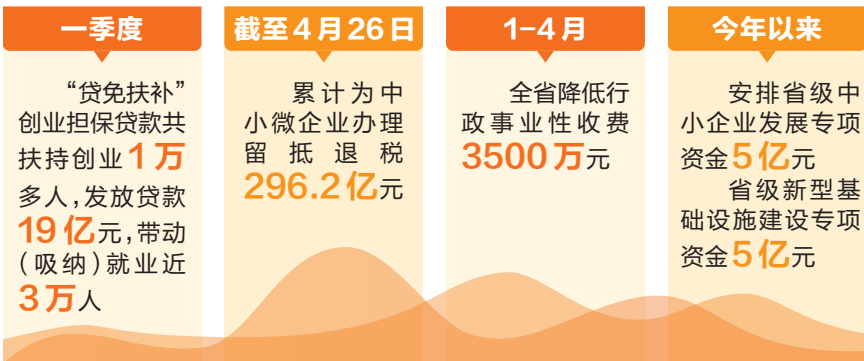 一季度
“贷免扶补”
创业担保贷款共
扶持创业1万
多人，发放贷款
19亿元，带动
（吸纳）就业近
3万人
截至4月26日
累计为中
小微企业办理
留抵退税
296.2亿元
1-4月
全省降低行
政事业性收费
3500万元
今年以来
安排省级中
小企业发展专项
资金5亿元
省级新型基
础设施建设专项
资金5亿元